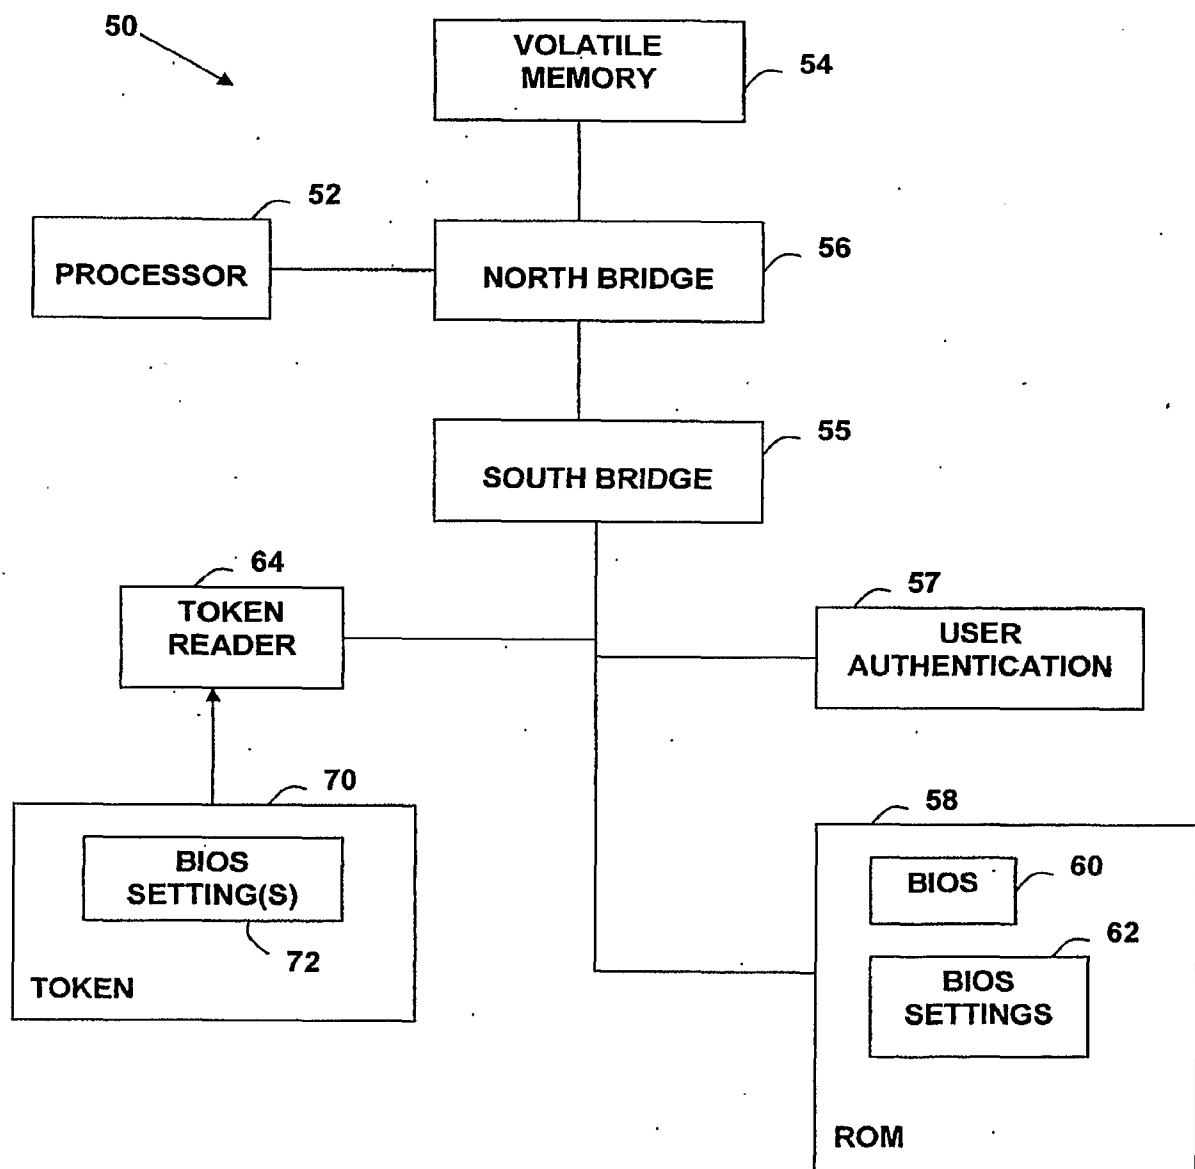 50
VOLATILE
MEMORY
54
52
PROCESSOR
NORTH BRIDGE
56
SOUTH BRIDGE
55
64
TOKEN
READER
57
USER
AUTHENTICATION
70
BIOS
SETTING(S)
72
TOKEN
58
BIOS
60
62
BIOS
SETTINGS
ROM